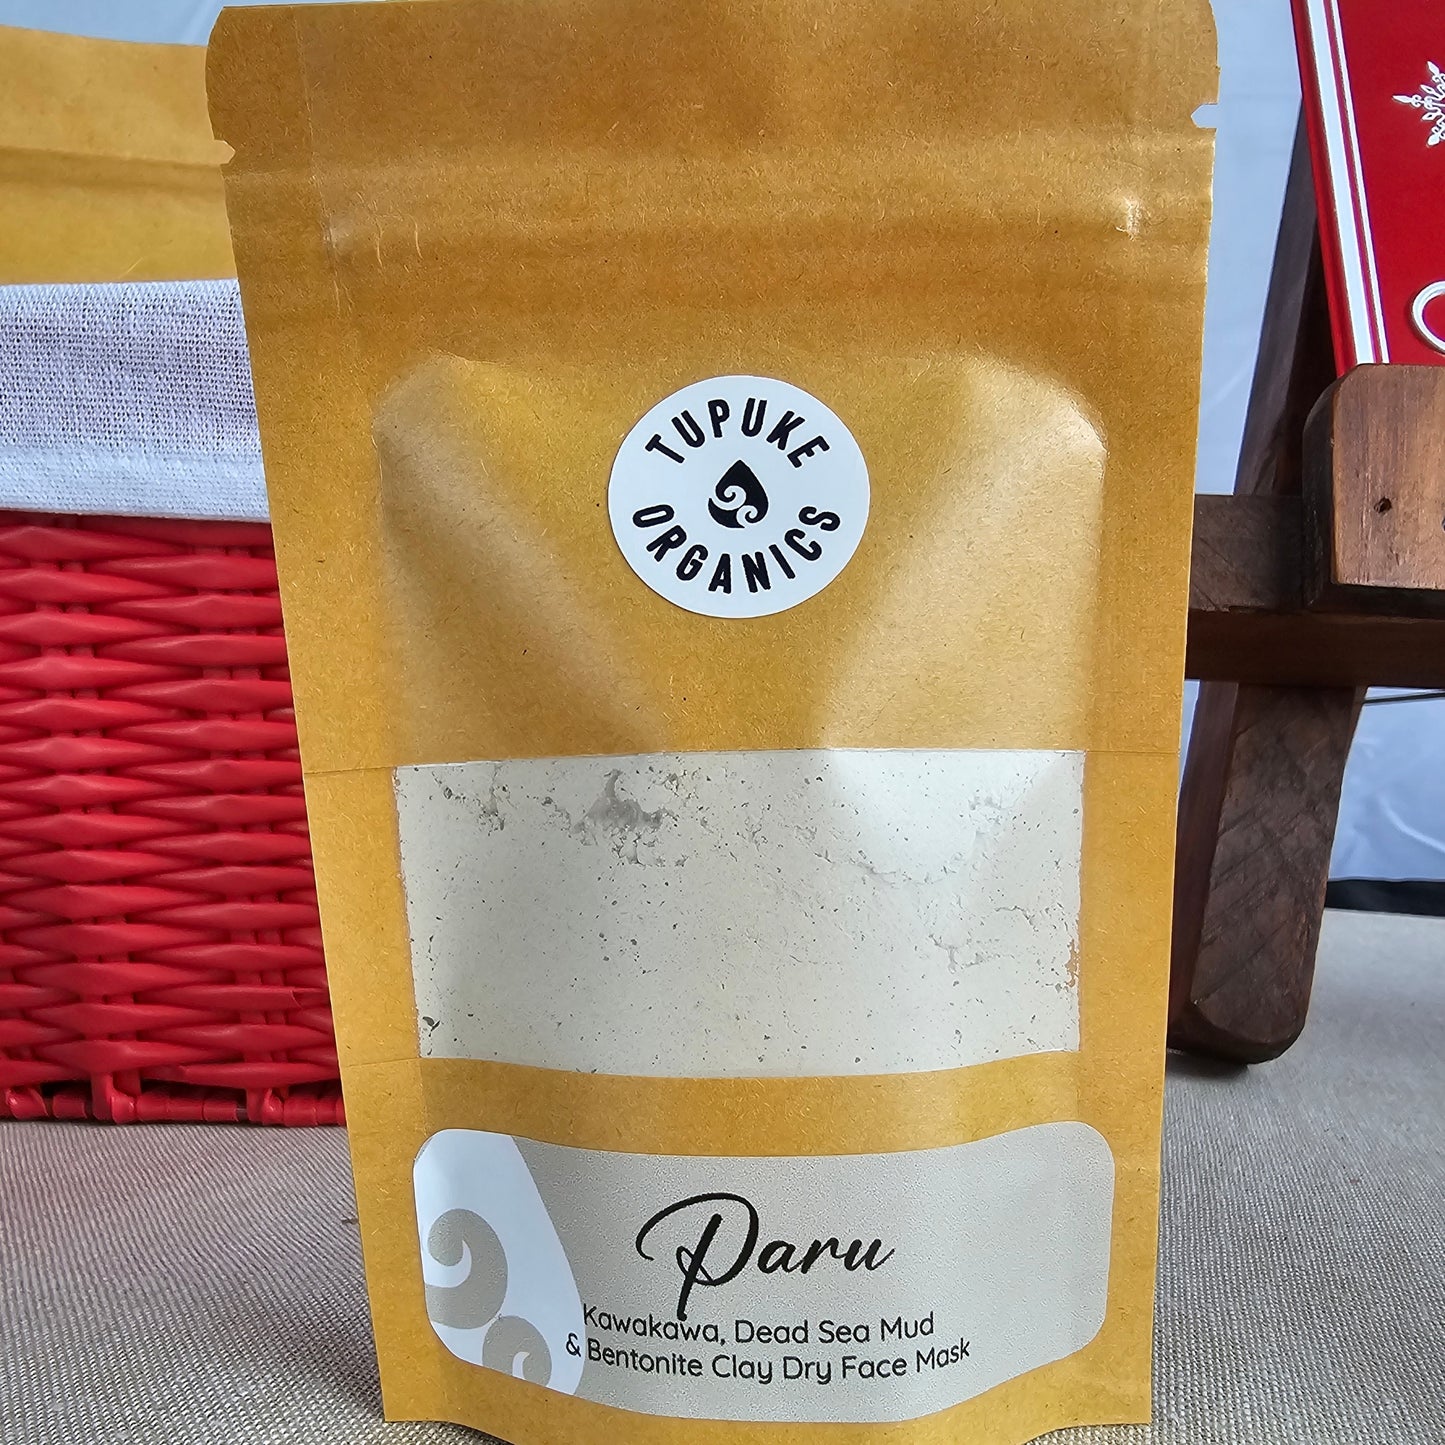 TUPUKE
ORGANICS
Paru
Kawakawa, Dead Sea Mud
& Bentonite Clay Dry Face Mask